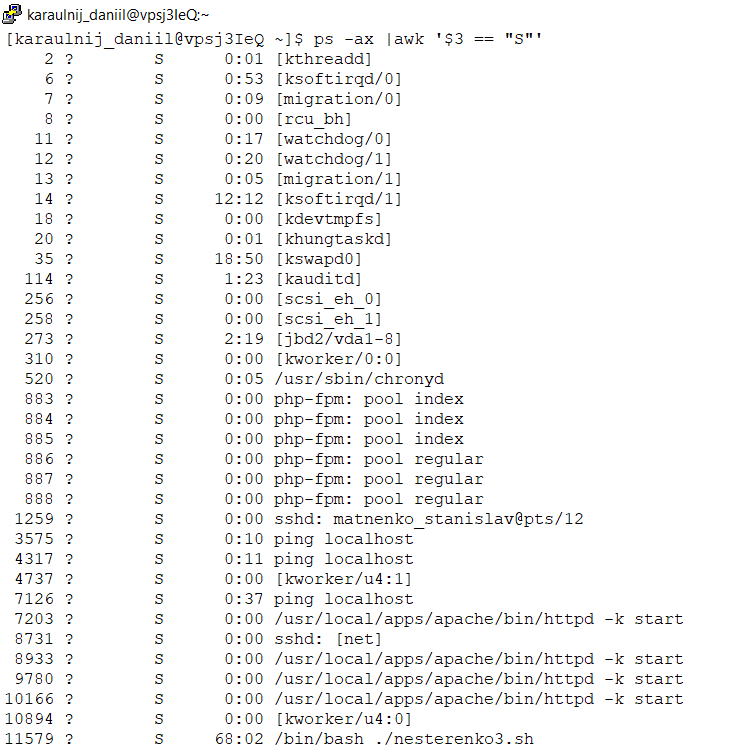 karaulnij_daniil@vpsj3IeQ:~
[karaulnij_daniil@vpsj3IeQ ~]$ ps -ax |awk '$3 == "S"'
2 ? S 0:01 [kthreadd]
6 ? S 0:53 [ksoftirqd/0]
7 ? S 0:09 [migration/0]
8 ? S 0:00 [rcu_bh]
11 ? S 0:17 [watchdog/0]
12 ? S 0:20 [watchdog/1]
13 ? S 0:05 [migration/1]
14 ? S 12:12 [ksoftirqd/1]
18 ? S 0:00 [kdevtmpfs]
20 ? S 0:01 [khungtaskd]
35 ? S 18:50 [kswapd0]
114 ? S 1:23 [kauditd]
256 ? S 0:00 [scsi_eh_0]
258 ? S 0:00 [scsi_eh_1]
273 ? S 2:19 [jbd2/vda1-8]
310 ? S 0:00 [kworker/0:0]
520 ? S 0:05 /usr/sbin/chronyd
883 ? S 0:00 php-fpm: pool index
884 ? S 0:00 php-fpm: pool index
885 ? S 0:00 php-fpm: pool index
886 ? S 0:00 php-fpm: pool regular
887 ? S 0:00 php-fpm: pool regular
888 ? S 0:00 php-fpm: pool regular
1259 ? S 0:00 sshd: matnenko_stanislav@pts/12
3575 ? S 0:10 ping localhost
4317 ? S 0:11 ping localhost
4737 ? S 0:00 [kworker/u4:1]
7126 ? S 0:37 ping localhost
7203 ? S 0:00 /usr/local/apps/apache/bin/httpd -k start
8731 ? S 0:00 sshd: [net]
8933 ? S 0:00 /usr/local/apps/apache/bin/httpd -k start
9780 ? S 0:00 /usr/local/apps/apache/bin/httpd -k start
10166 ? S 0:00 /usr/local/apps/apache/bin/httpd -k start
10894 ? S 0:00 [kworker/u4:0]
11579 ? S 68:02 /bin/bash ./nesterenko3.sh